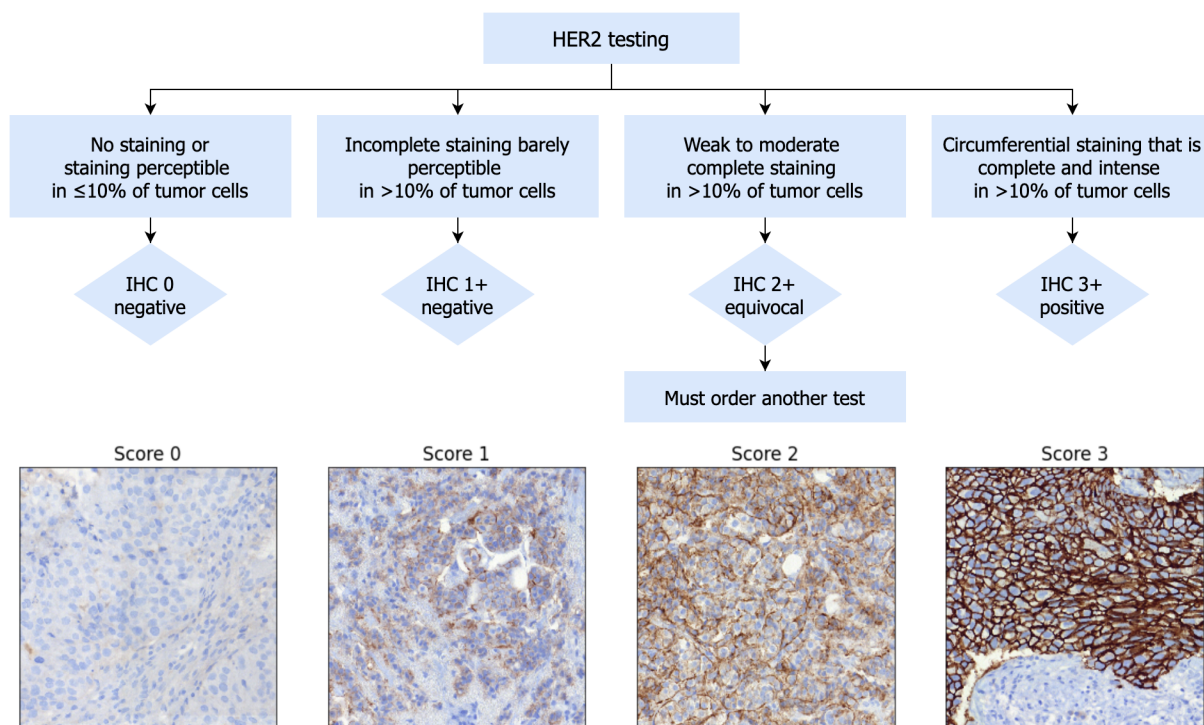 HER2 testing
No staining or
staining perceptible
in ≤10% of tumor cells
Incomplete staining barely
perceptible
in >10% of tumor cells
Weak to moderate
complete staining
in >10% of tumor cells
Circumferential staining that is
complete and intense
in >10% of tumor cells
IHC 0
negative
IHC 1+
negative
IHC 2+
equivocal
IHC 3+
positive
Must order another test
Score 0
Score 1
Score 2
Score 3